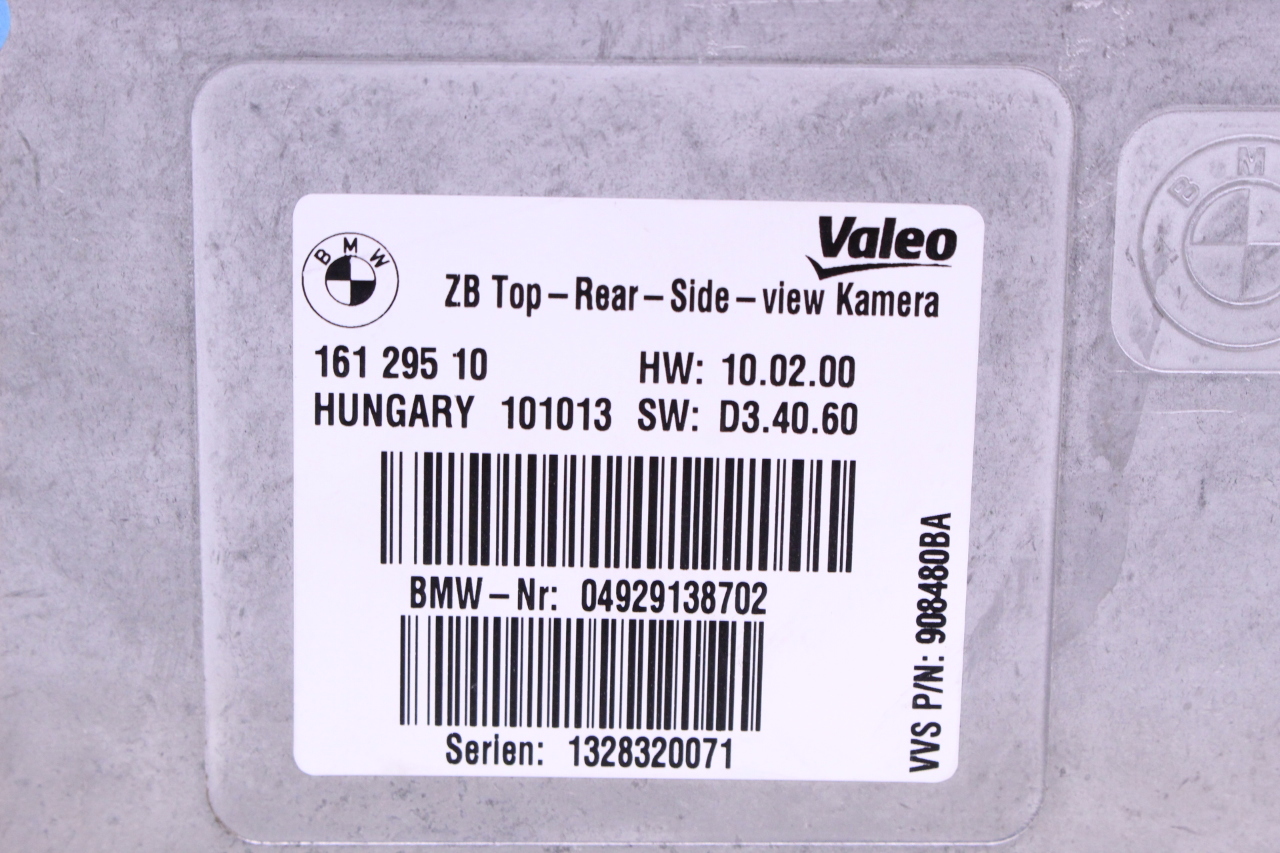 BMW
Valeo
ZB Top-Rear-Side-view Kamera
161 295 10 HW: 10.02.00
HUNGARY 101013 SW: D3.40.60
BMW-Nr: 04929138702
Serien: 1328320071
VVS P/N: 908480BA
BM